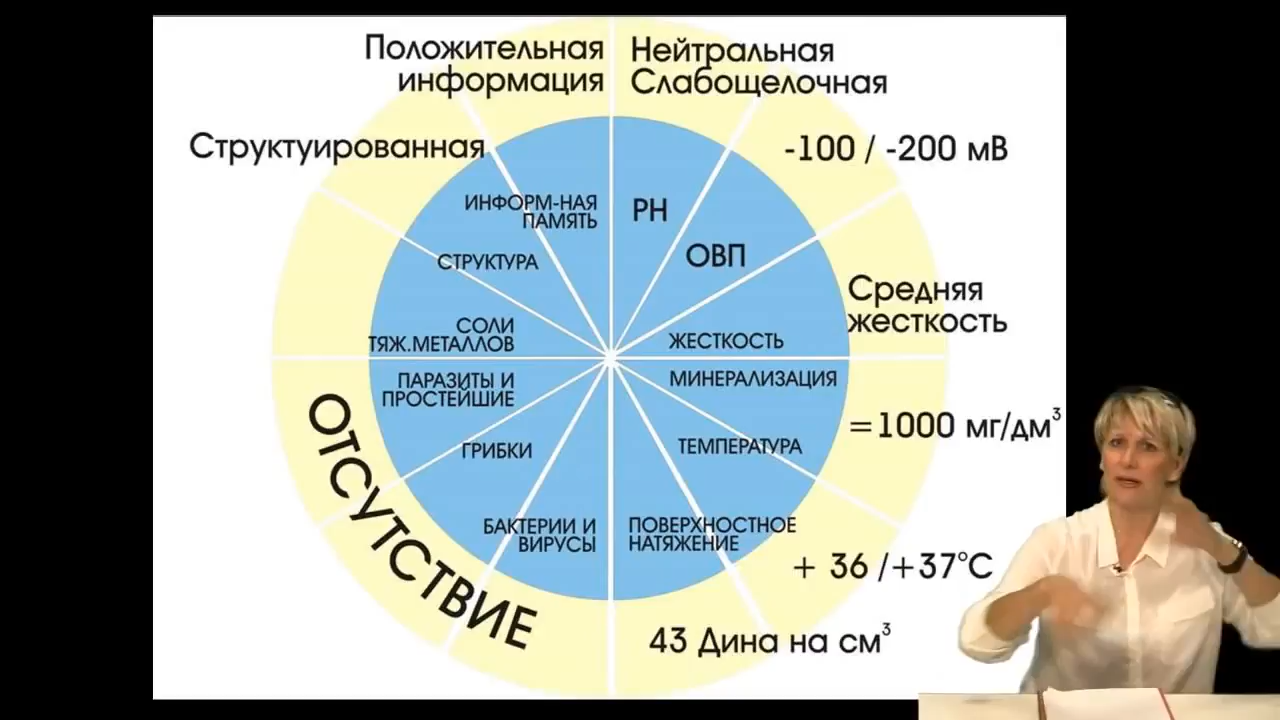 Положительная
информация
Нейтральная
Слабощелочная
Структуированная
-100 / -200 мВ
ИНФОРМ-НАЯ
ПАМЯТЬ
РН
ОВП
СТРУКТУРА
Средняя
жесткость
СОЛИ
ТЯЖ.МЕТАЛЛОВ
ЖЕСТКОСТЬ
ПАРАЗИТЫ И
ПРОСТЕЙШИЕ
МИНЕРАЛИЗАЦИЯ
=1000 мг/дм³
ГРИБКИ
ТЕМПЕРАТУРА
БАКТЕРИИ И
ВИРУСЫ
ПОВЕРХНОСТНОЕ
НАТЯЖЕНИЕ
+ 36 /+37°С
ОТСУТСТВИЕ
43 Дина на см³